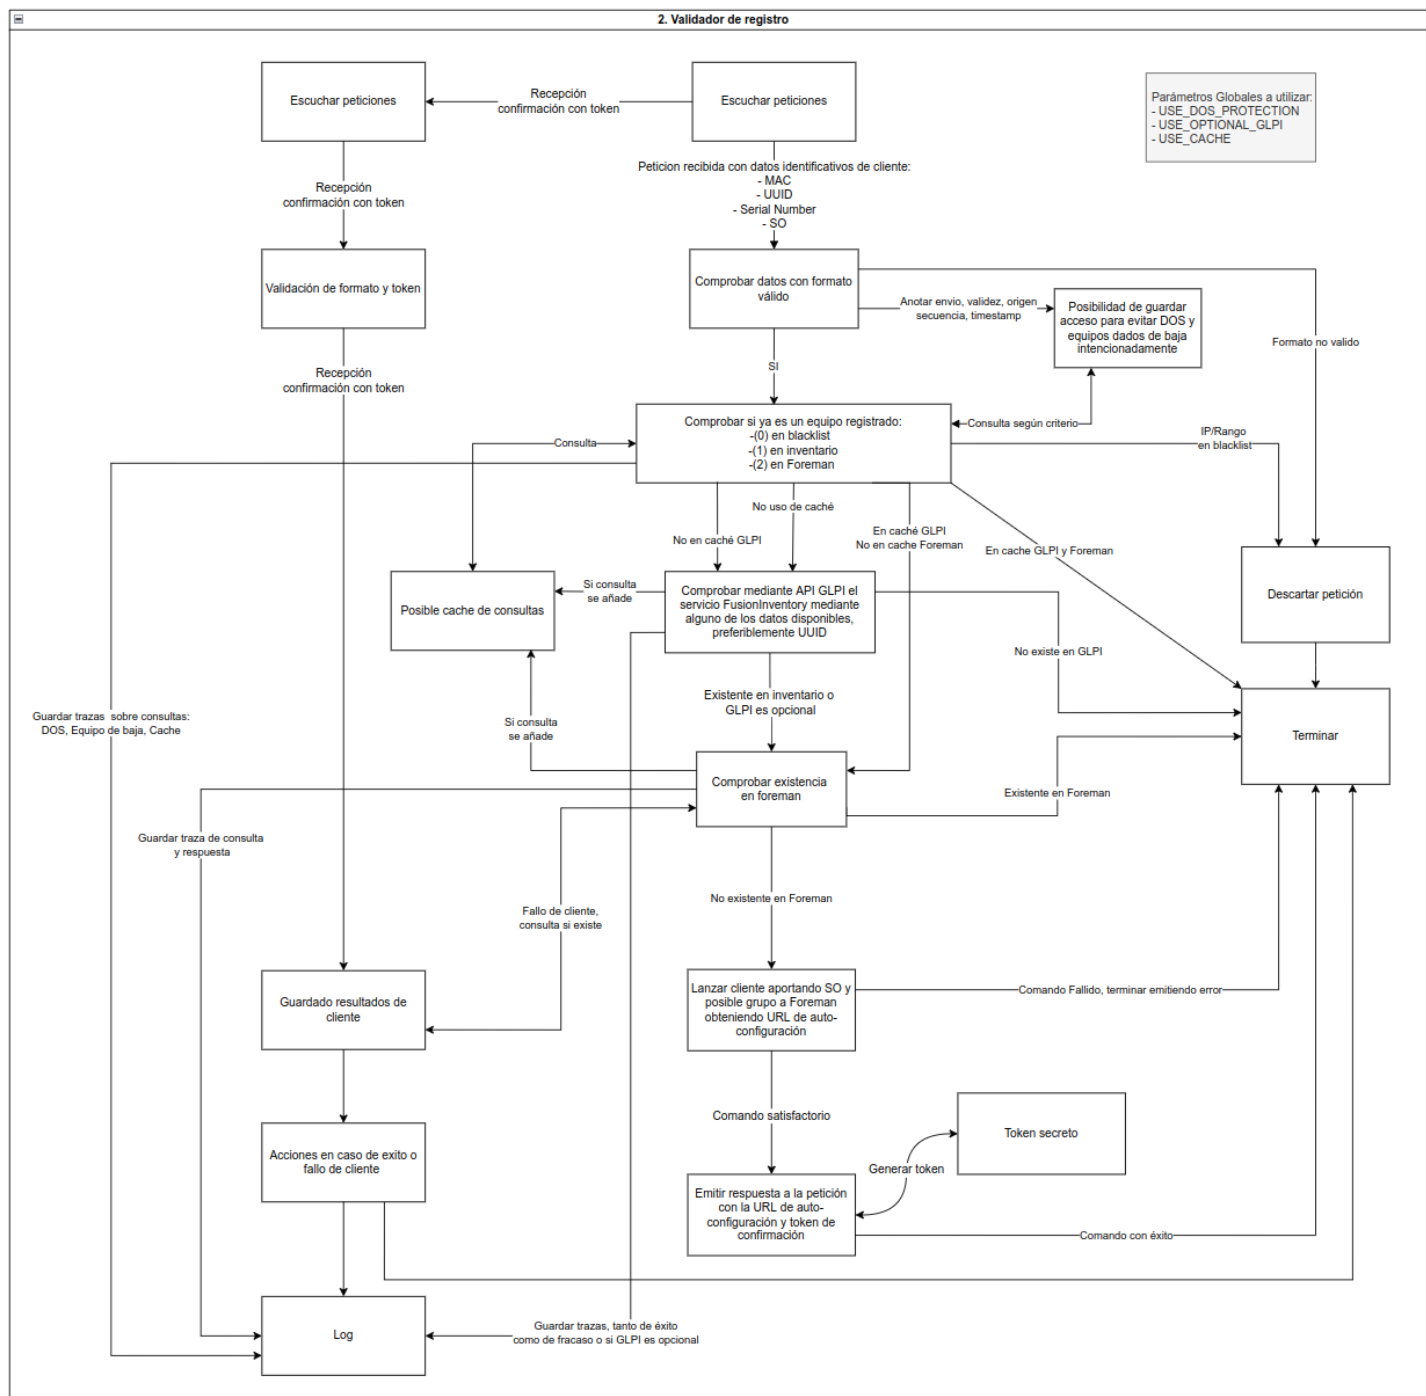 2. Validador de registro
Escuchar peticiones
Recepción
confirmación con token
Escuchar peticiones
Parámetros Globales a utilizar:
- USE_DOS_PROTECTION
- USE_OPTIONAL_GLPI
- USE_CACHE
Recepción
confirmación con token
Peticion recibida con datos identificativos de cliente:
- MAC
- UUID
- Serial Number
- SO
Validación de formato y token
Comprobar datos con formato
válido
Anotar envio, validez, origen
secuencia, timestamp
Posibilidad de guardar
acceso para evitar DOS y
equipos dados de baja
intencionadamente
Formato no valido
SI
Recepción
confirmación con token
Comprobar si ya es un equipo registrado:
-(0) en blacklist
-(1) en inventario
-(2) en Foreman
Consulta según criterio
Consulta
IP/Rango
en blacklist
No uso de caché
No en caché GLPI
En caché GLPI
No en cache Foreman
En cache GLPI y Foreman
Posible cache de consultas
Si consulta
se añade
Comprobar mediante API GLPI el
servicio FusionInventory mediante
alguno de los datos disponibles,
preferiblemente UUID
Descartar petición
No existe en GLPI
Existente en inventario o
GLPI es opcional
Guardar trazas sobre consultas:
DOS, Equipo de baja, Cache
Si consulta
se añade
Terminar
Comprobar existencia
en foreman
Existente en Foreman
Guardar traza de consulta
y respuesta
No existente en Foreman
Fallo de cliente,
consulta si existe
Guardado resultados de
cliente
Lanzar cliente aportando SO y
posible grupo a Foreman
obteniendo URL de auto-
configuración
Comando Fallido, terminar emitiendo error
Comando satisfactorio
Token secreto
Acciones en caso de exito o
fallo de cliente
Generar token
Emitir respuesta a la petición
con la URL de auto-
configuración y token de
confirmación
Comando con éxito
Log
Guardar trazas, tanto de éxito
como de fracaso o si GLPI es opcional